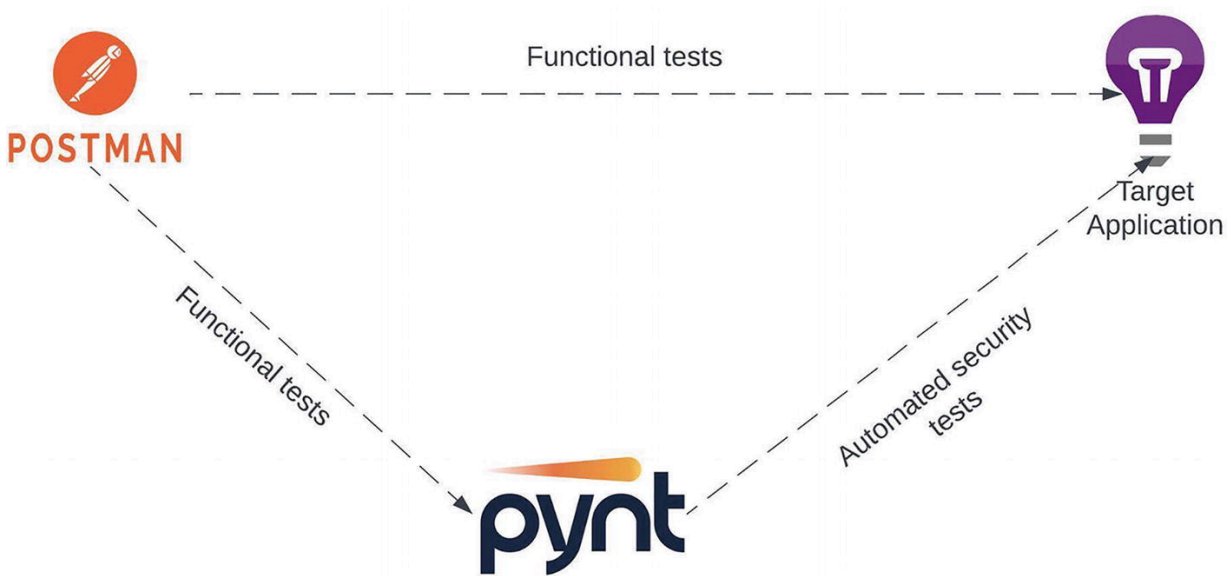 Functional tests
POSTMAN
Target
Application
Functional tests
Automated security
tests
pynt